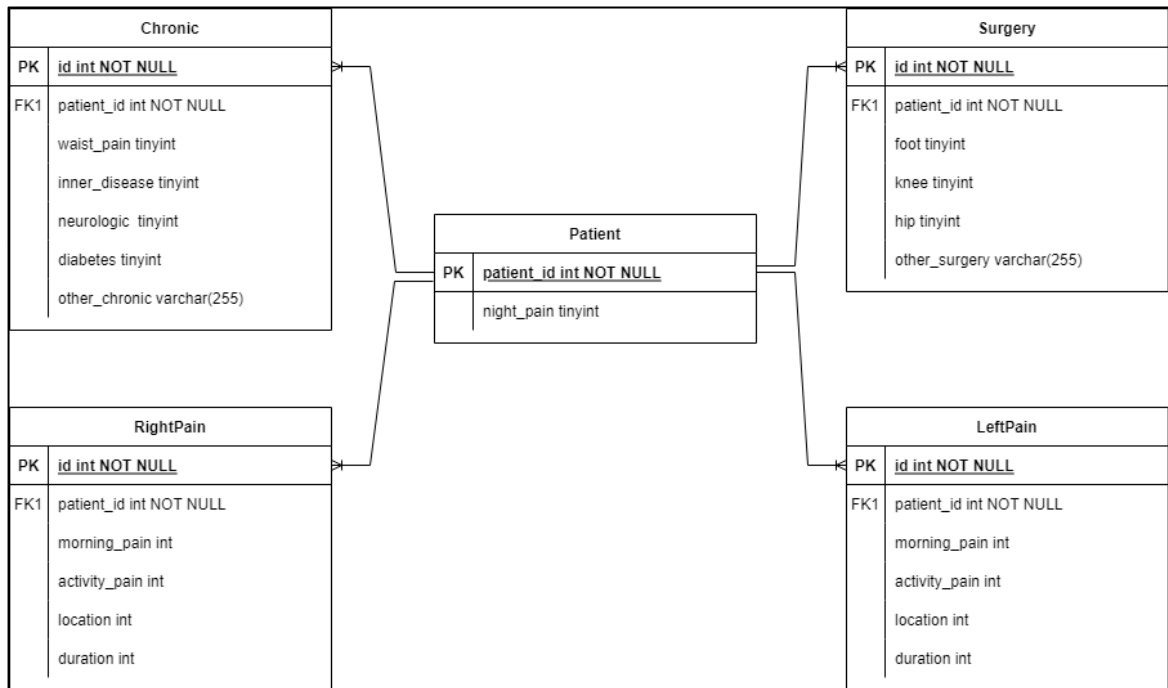 Chronic
PK id int NOT NULL
FK1 patient_id int NOT NULL
waist_pain tinyint
inner_disease tinyint
neurologic tinyint
diabetes tinyint
other_chronic varchar(255)
Surgery
PK id int NOT NULL
FK1 patient_id int NOT NULL
foot tinyint
knee tinyint
hip tinyint
other_surgery varchar(255)
Patient
PK patient_id int NOT NULL
night_pain tinyint
RightPain
PK id int NOT NULL
FK1 patient_id int NOT NULL
morning_pain int
activity_pain int
location int
duration int
LeftPain
PK id int NOT NULL
FK1 patient_id int NOT NULL
morning_pain int
activity_pain int
location int
duration int